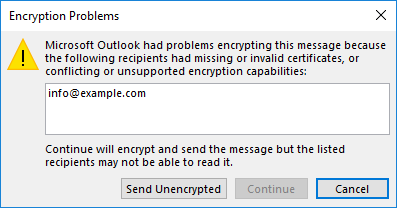 Encryption Problems
Microsoft Outlook had problems encrypting this message because
the following recipients had missing or invalid certificates, or
conflicting or unsupported encryption capabilities:
info@example.com
Continue will encrypt and send the message but the listed
recipients may not be able to read it.
Send Unencrypted Continue Cancel